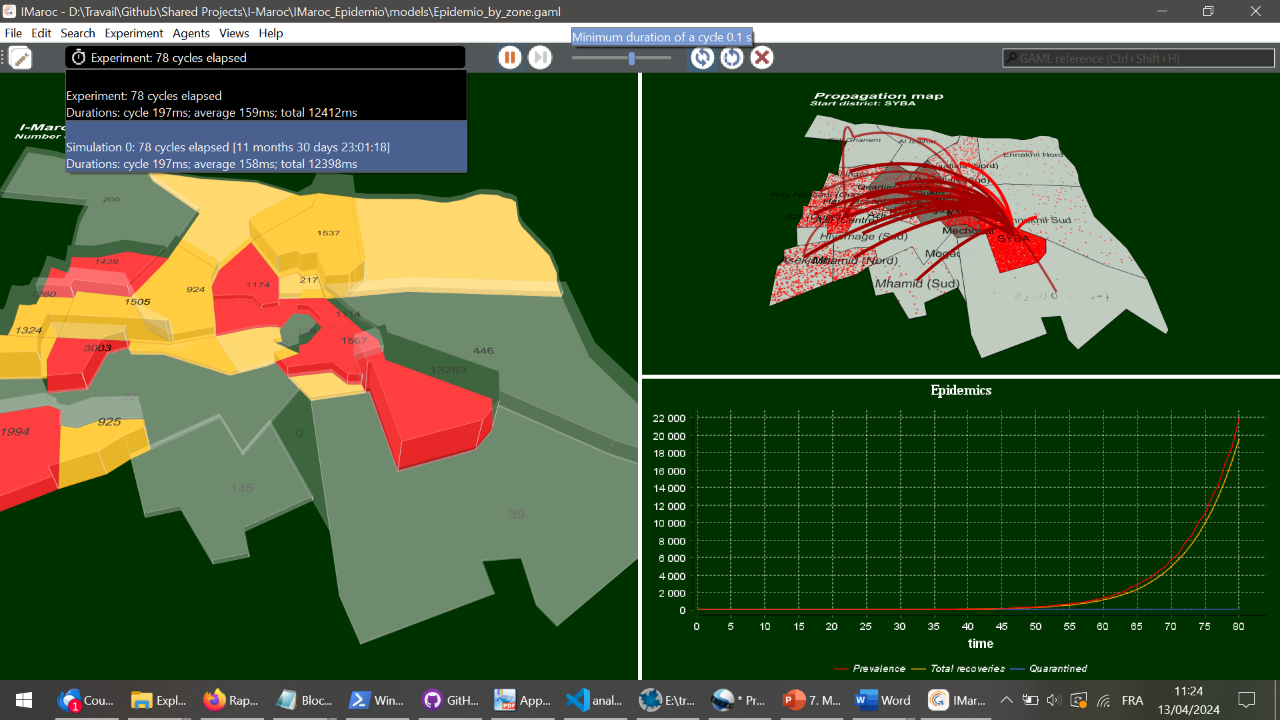 IMaroc - D:\Travail\Github\Shared Projects\I-Maroc\IMaroc_Epidemio\models\Epidemio_by_zone.gaml
File Edit Search Experiment Agents Views Help
Minimum duration of a cycle 0.1 s
Experiment: 78 cycles elapsed
GAML reference (Ctrl+Shift+H)
Experiment: 78 cycles elapsed
Durations: cycle 197ms; average 159ms; total 12412ms
Simulation 0: 78 cycles elapsed [11 months 30 days 23:01:18]
Durations: cycle 197ms; average 158ms; total 12398ms
I-Maroc
Number
200
1537
1439
924
1174
217
1260
1505
1324
1567
3003
446
13283
925
1994
0
145
39
Propagation map
Start district: SYBA
Ennakhil Nord
Ennakhil Sud
Mechouar
SYBA
Hivernage (Sud)
Mhamid (Nord)
Mhamid (Sud)
Epidemics
22 000
20 000
18 000
16 000
14 000
12 000
10 000
8 000
6 000
4 000
2 000
0
0 5 10 15 20 25 30 35 40 45 50 55 60 65 70 75 80
time
Prevalence Total recoveries Quarantined
1
Cou... Expl... Rap... Bloc... Win... GitH... App... anal... E:\tr... * Pr... 7. M... Word IMar... FRA
11:24
13/04/2024